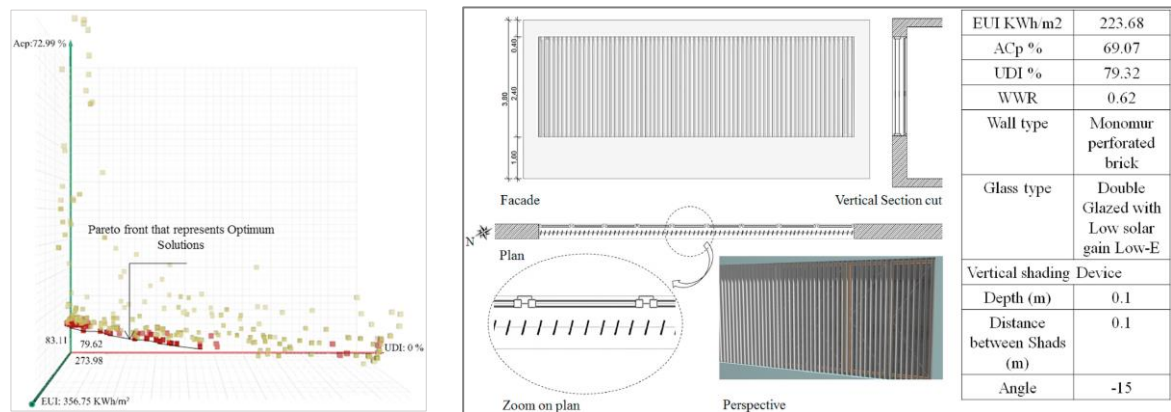 Acp:72.99 %
Pareto front that represents Optimum
Solutions
83.11
79.62
273.98
UDI: 0 %
EUI: 356.75 KWh/m²
0.40
3.80
2.40
1.00
Facade
Vertical Section cut
N
Plan
Zoom on plan
Perspective
EUI KWh/m2 223.68
ACp % 69.07
UDI % 79.32
WWR 0.62
Wall type Monomur
perforated
brick
Glass type Double
Glazed with
Low solar
gain Low-E
Vertical shading Device
Depth (m) 0.1
Distance 0.1
between Shads
(m)
Angle -15